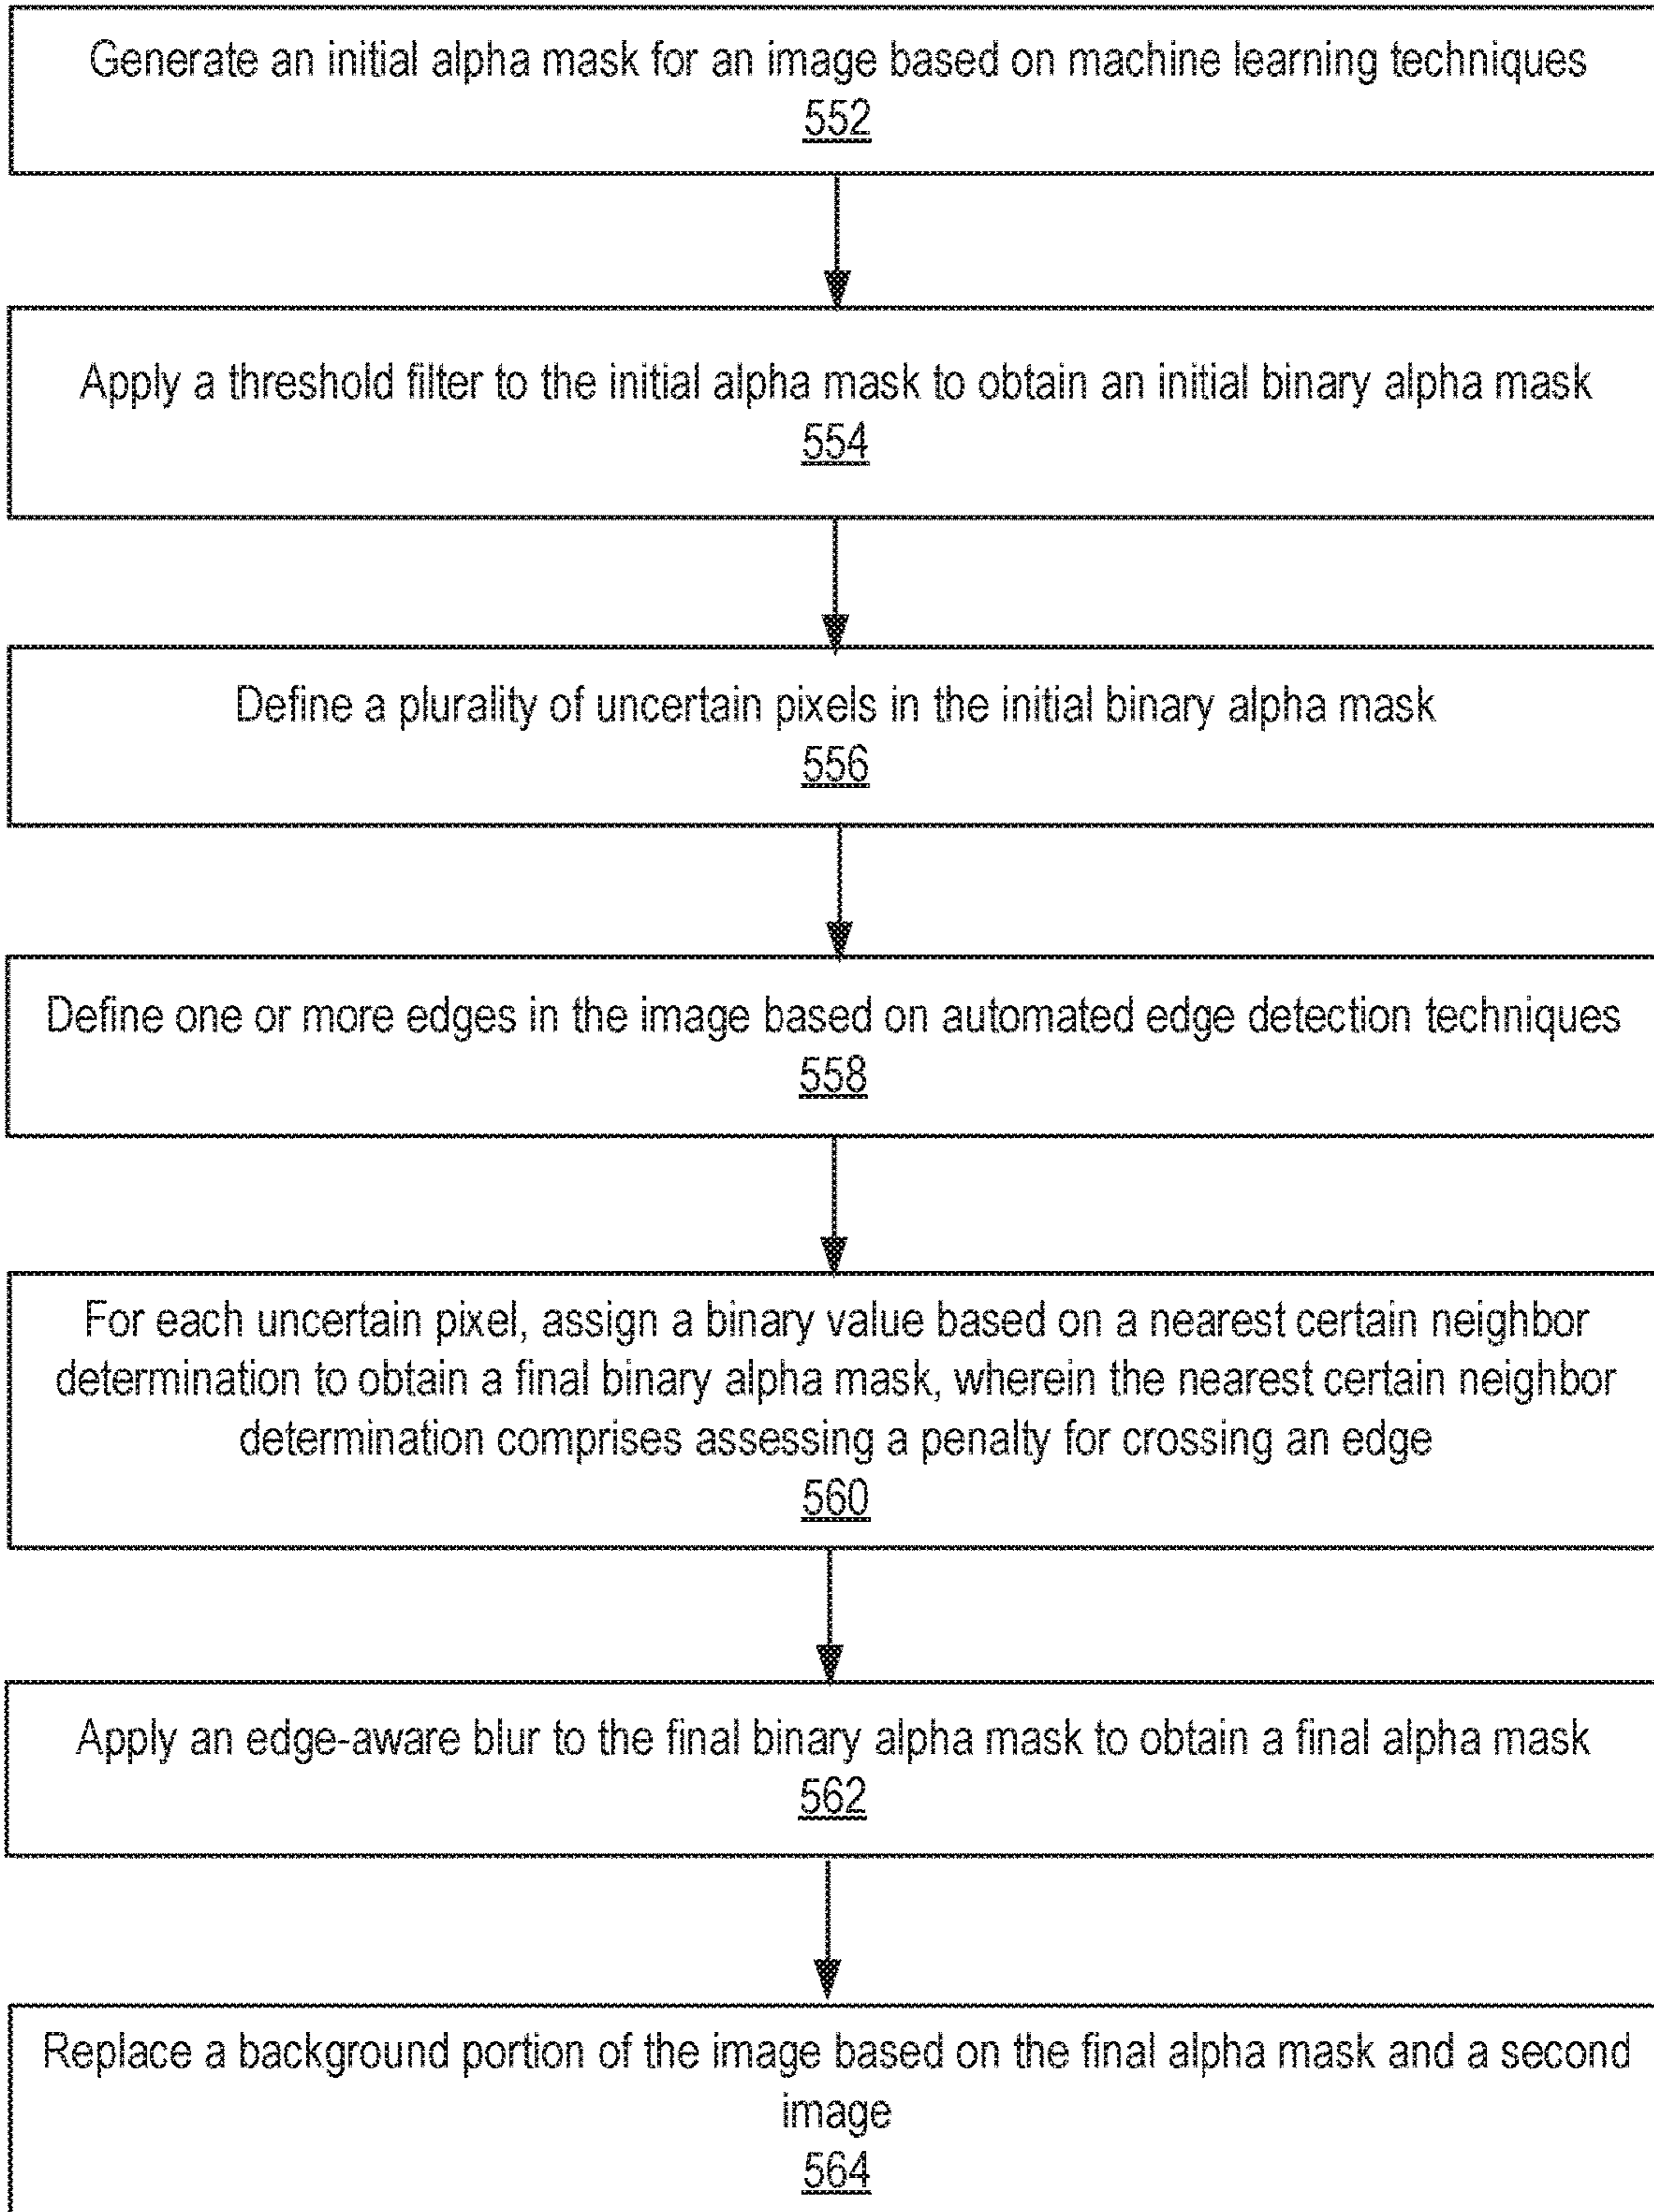 Generate an initial alpha mask for an image based on machine learning techniques
552
Apply a threshold filter to the initial alpha mask to obtain an initial binary alpha mask
554
Define a plurality of uncertain pixels in the initial binary alpha mask
556
Define one or more edges in the image based on automated edge detection techniques
558
For each uncertain pixel, assign a binary value based on a nearest certain neighbor
determination to obtain a final binary alpha mask, wherein the nearest certain neighbor
determination comprises assessing a penalty for crossing an edge
560
Apply an edge-aware blur to the final binary alpha mask to obtain a final alpha mask
562
Replace a background portion of the image based on the final alpha mask and a second
image
564